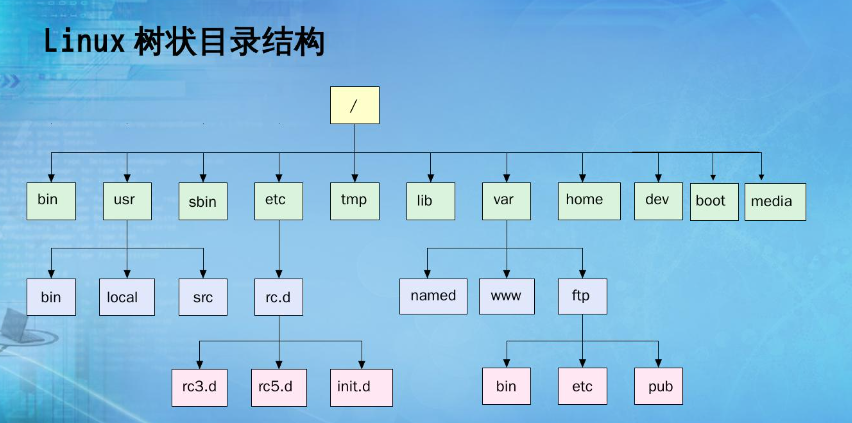 Linux 树状目录结构
/
bin usr sbin etc tmp lib var home dev boot media
bin local src rc.d named www ftp
rc3.d rc5.d init.d bin etc pub